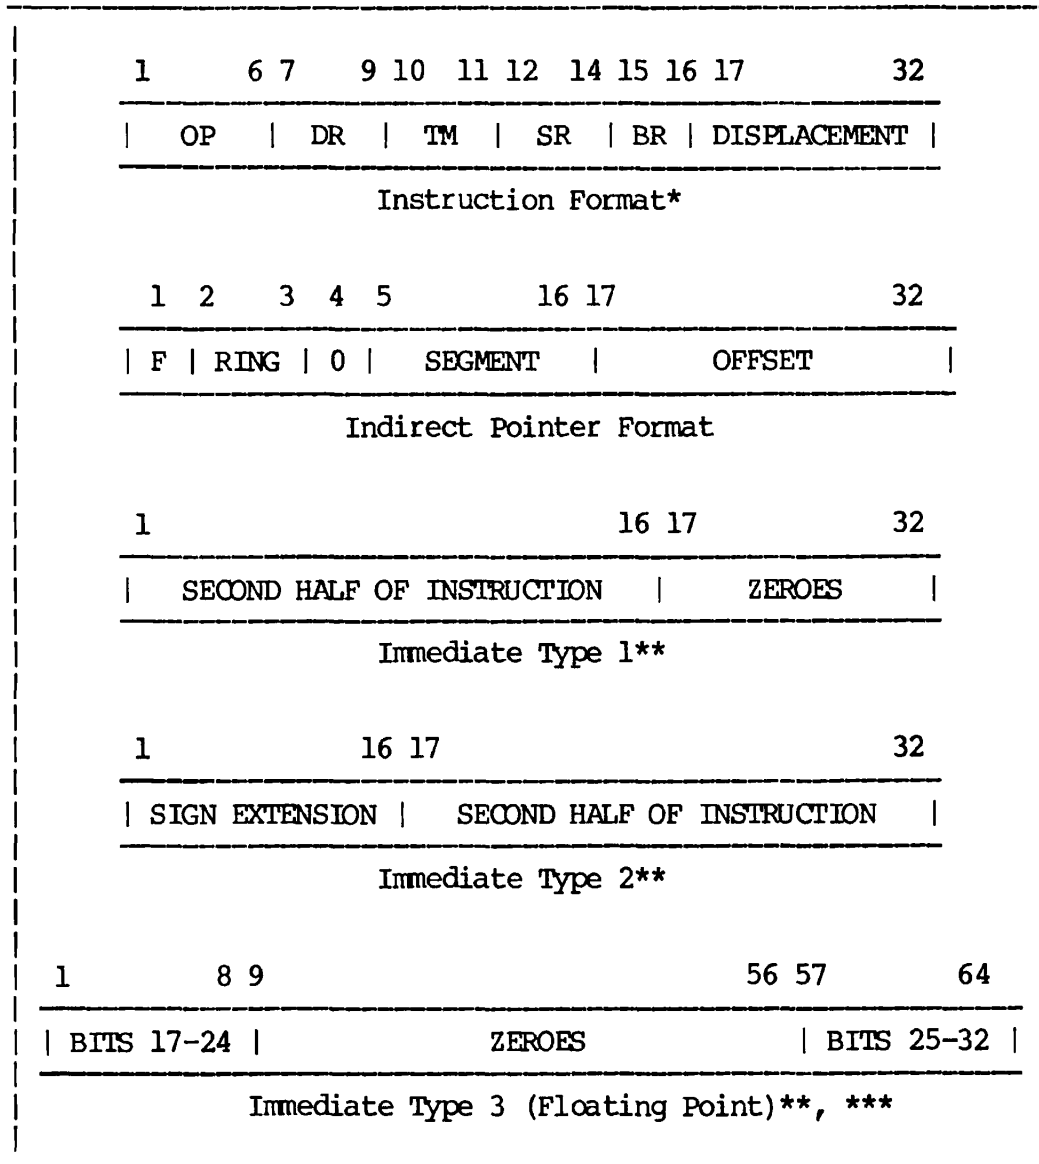 1 6 7 9 10 11 12 14 15 16 17 32
| OP | DR | TM | SR | BR | DISPLACEMENT |
Instruction Format*
1 2 3 4 5 16 17 32
| F | RING | 0 | SEGMENT | OFFSET |
Indirect Pointer Format
1 16 17 32
| SECOND HALF OF INSTRUCTION | ZEROES |
Immediate Type 1**
1 16 17 32
| SIGN EXTENSION | SECOND HALF OF INSTRUCTION |
Immediate Type 2**
1 8 9 56 57 64
| BITS 17-24 | ZEROES | BITS 25-32 |
Immediate Type 3 (Floating Point)**, ***